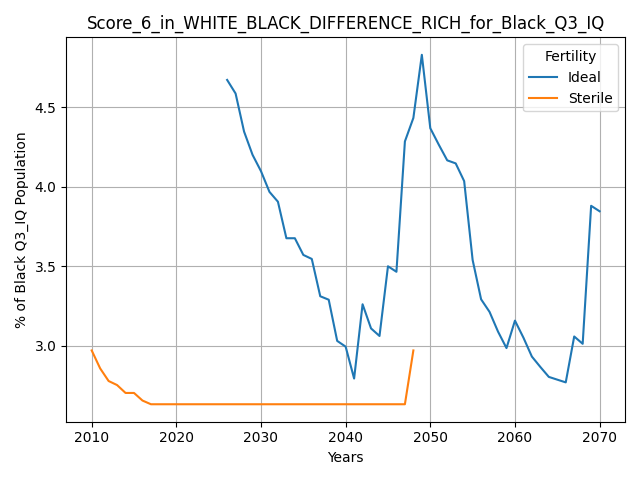 Score_6_in_WHITE_BLACK_DIFFERENCE_RICH_for_Black_Q3_IQ
Fertility
Ideal
Sterile
% of Black Q3_IQ Population
4.5
4.0
3.5
3.0
2010 2020 2030 2040 2050 2060 2070
Years